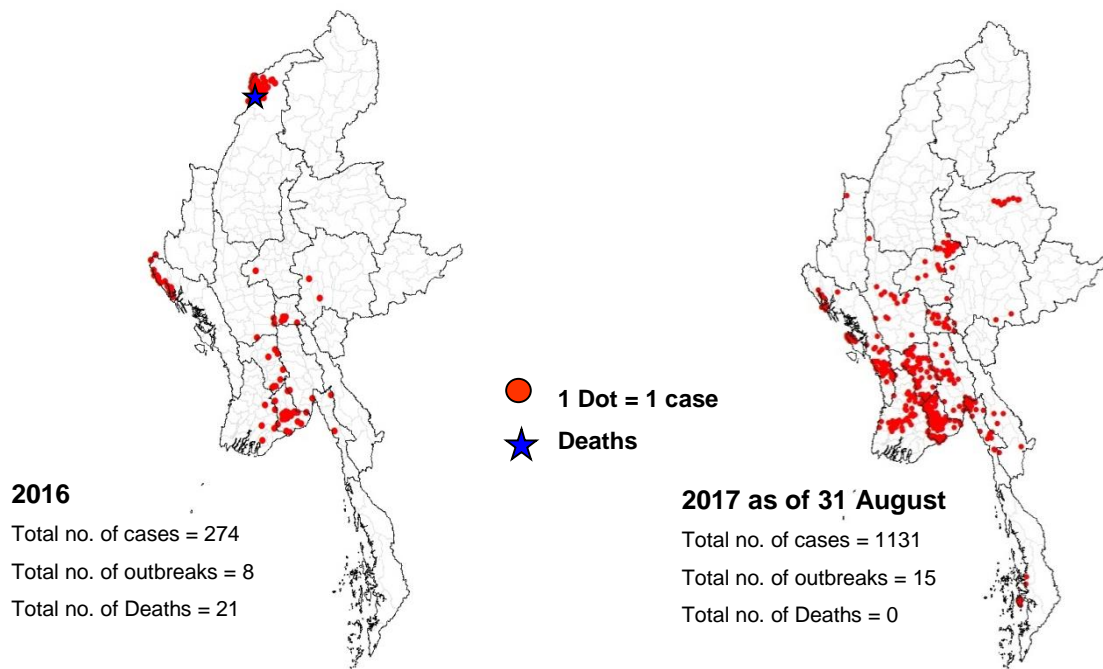 1 Dot = 1 case
Deaths
2016
Total no. of cases = 274
Total no. of outbreaks = 8
Total no. of Deaths = 21
2017 as of 31 August
Total no. of cases = 1131
Total no. of outbreaks = 15
Total no. of Deaths = 0